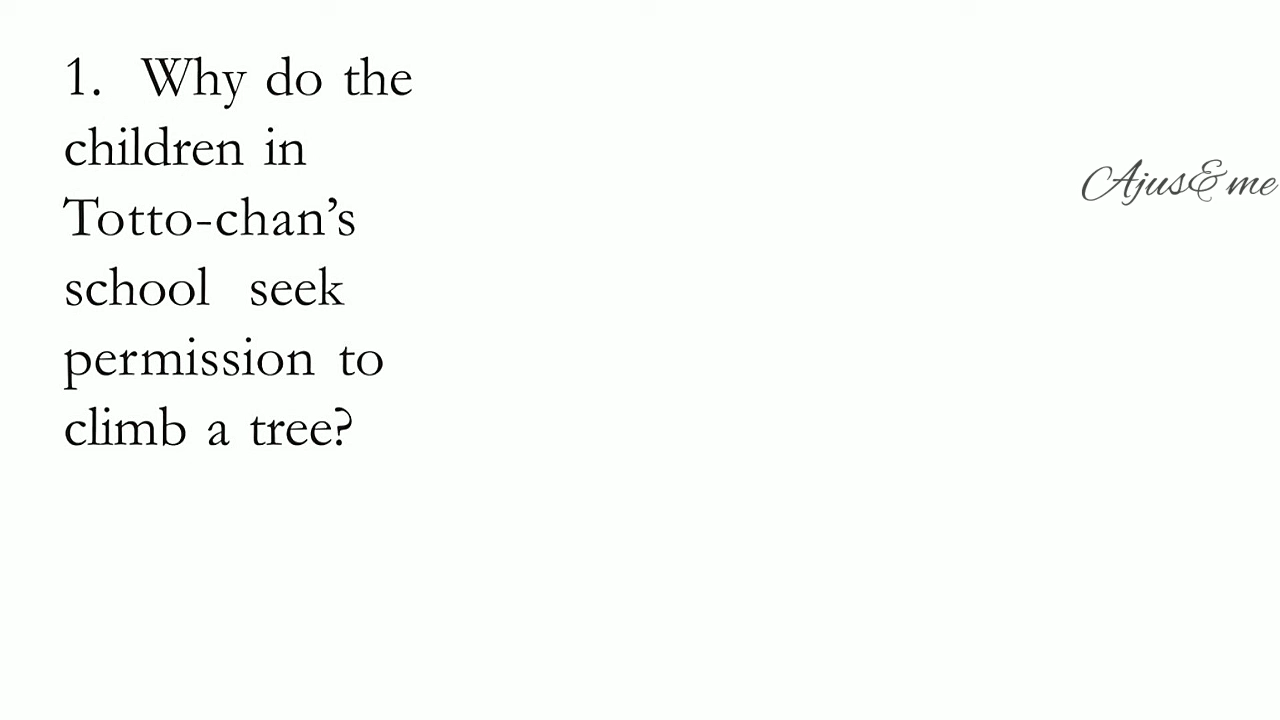 1. Why do the
children in
Totto-chan’s
school seek
permission to
climb a tree?
Ajus& me